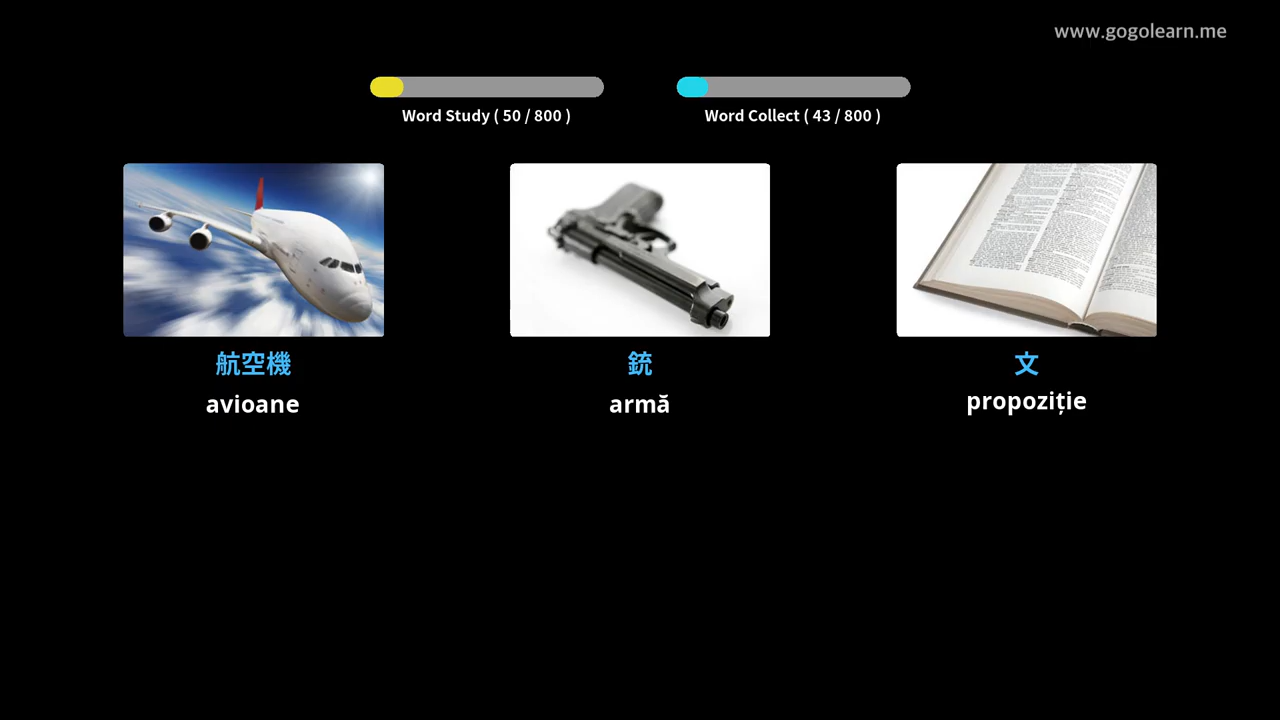 www.gogolearn.me
Word Study ( 50 / 800 )
Word Collect ( 43 / 800 )
航空機
銃
文
avioane
armă
propoziție